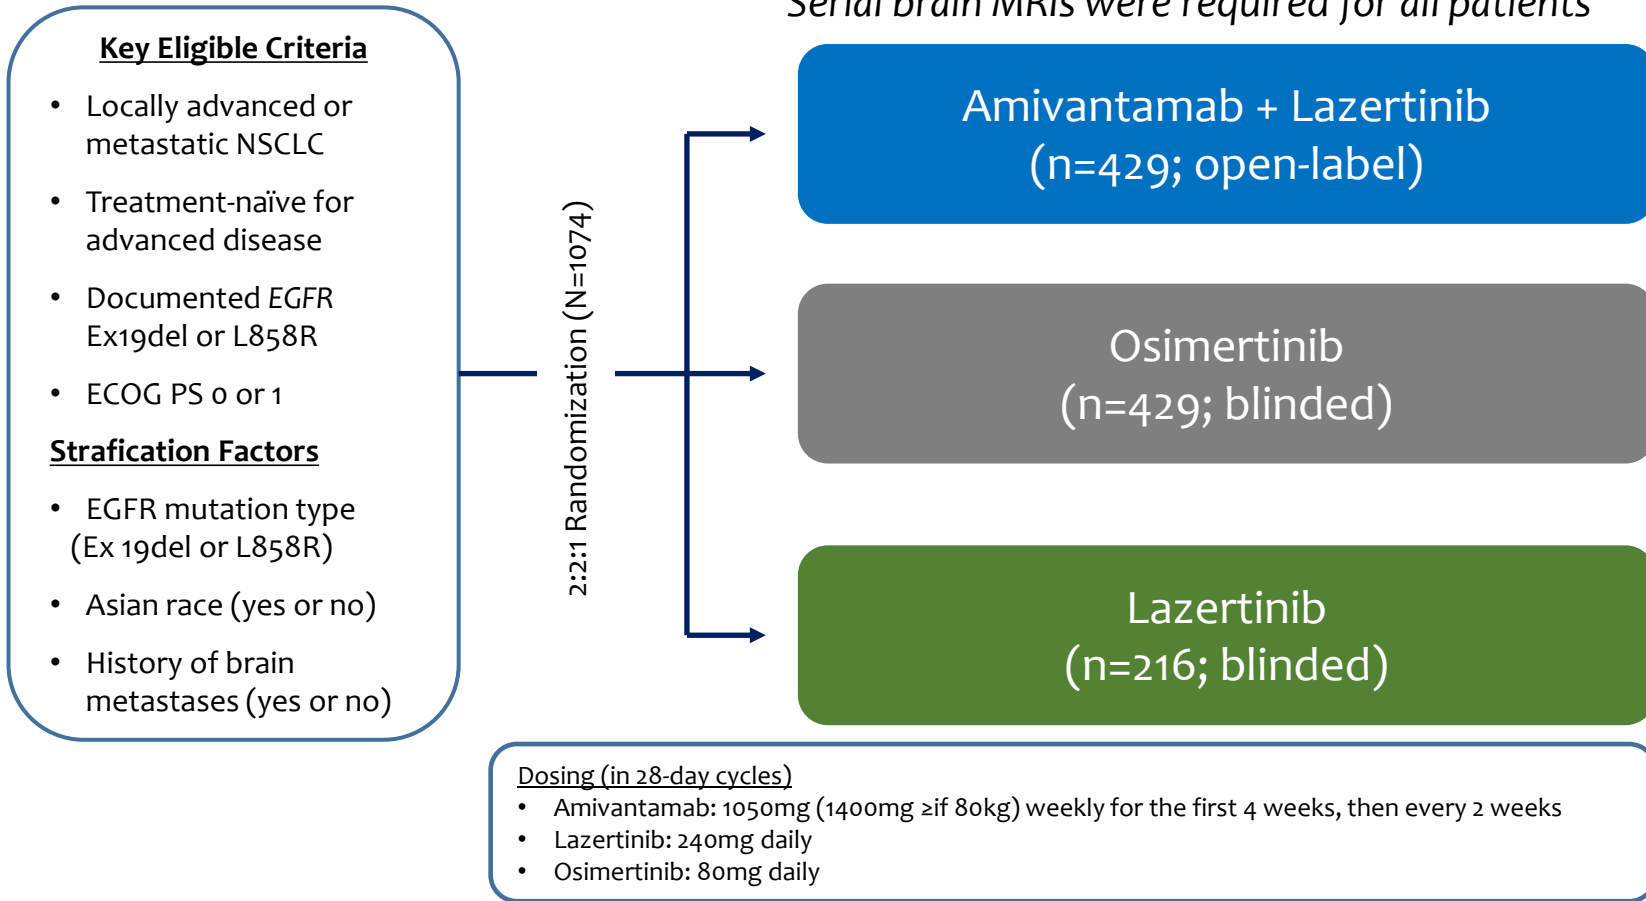 Serial brain MRIs were required for all patients
Key Eligible Criteria
• Locally advanced or
metastatic NSCLC
• Treatment-naïve for
advanced disease
• Documented EGFR
Ex19del or L858R
• ECOG PS 0 or 1
Strafication Factors
• EGFR mutation type
(Ex 19del or L858R)
• Asian race (yes or no)
• History of brain
metastases (yes or no)
2:2:1 Randomization (N=1074)
Amivantamab + Lazertinib
(n=429; open-label)
Osimertinib
(n=429; blinded)
Lazertinib
(n=216; blinded)
Dosing (in 28-day cycles)
• Amivantamab: 1050mg (1400mg ≥if 80kg) weekly for the first 4 weeks, then every 2 weeks
• Lazertinib: 240mg daily
• Osimertinib: 80mg daily